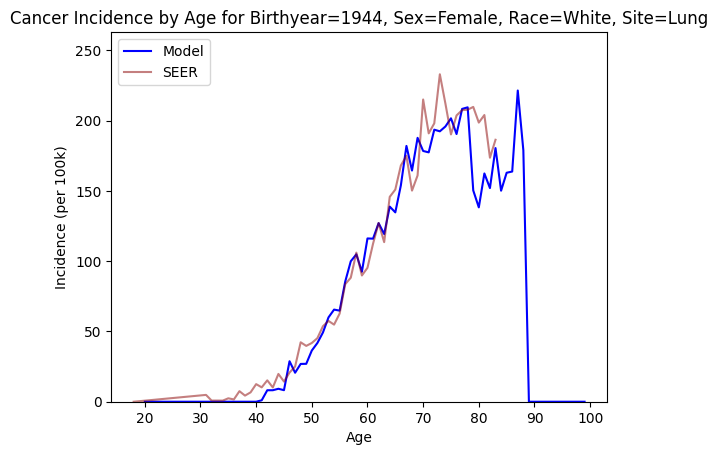 Cancer Incidence by Age for Birthyear=1944, Sex=Female, Race=White, Site=Lung
Model
SEER
250
200
150
100
50
0
Incidence (per 100k)
20 30 40 50 60 70 80 90 100
Age